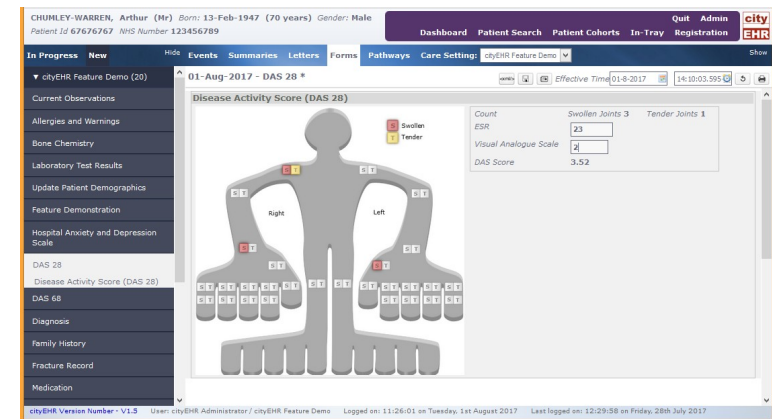 CHUMLEY-WARREN, Arthur (Mr) Born: 13-Feb-1947 (70 years) Gender: Male
Quit Admin
city
EHR
Patient Id 67676767 NHS Number 123456789
Dashboard Patient Search Patient Cohorts In-Tray Registration
In Progress New Hide Events Summaries Letters Forms Pathways Care Setting: cityEHR Feature Demo Show
▼ cityEHR Feature Demo (20)
01-Aug-2017 - DAS 28 *
Effective Time 01-8-2017 14:10:03.595
Current Observations
Allergies and Warnings
Bone Chemistry
Laboratory Test Results
Update Patient Demographics
Feature Demonstration
Hospital Anxiety and Depression
Scale
DAS 28
Disease Activity Score (DAS 28)
DAS 68
Diagnosis
Family History
Fracture Record
Medication
Disease Activity Score (DAS 28)
S Swollen
T Tender
S T S T
S T S T
Right Left
S T S T
S T S T
S T S T S T S T S T S T S T S T S T S T S T S T
S T S T S T S T S T S T S T S T
Count Swollen Joints 3 Tender Joints 1
ESR 23
Visual Analogue Scale 2
DAS Score 3.52
cityEHR Version Number - V1.5 User: cityEHR Administrator / cityEHR Feature Demo Logged on: 11:26:01 on Tuesday, 1st August 2017 Last logged on: 12:29:58 on Friday, 28th July 2017